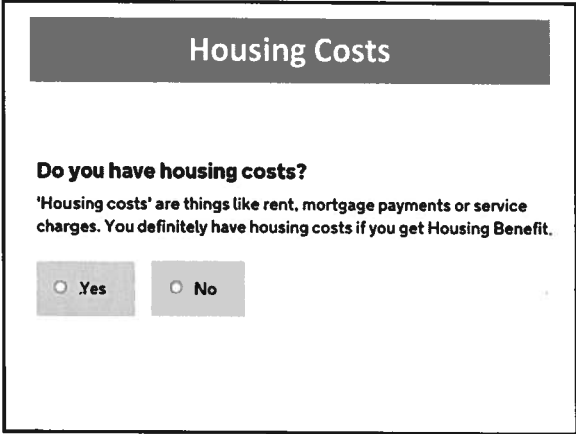 Housing Costs
Do you have housing costs?
'Housing costs' are things like rent, mortgage payments or service
charges. You definitely have housing costs if you get Housing Benefit.
Yes No